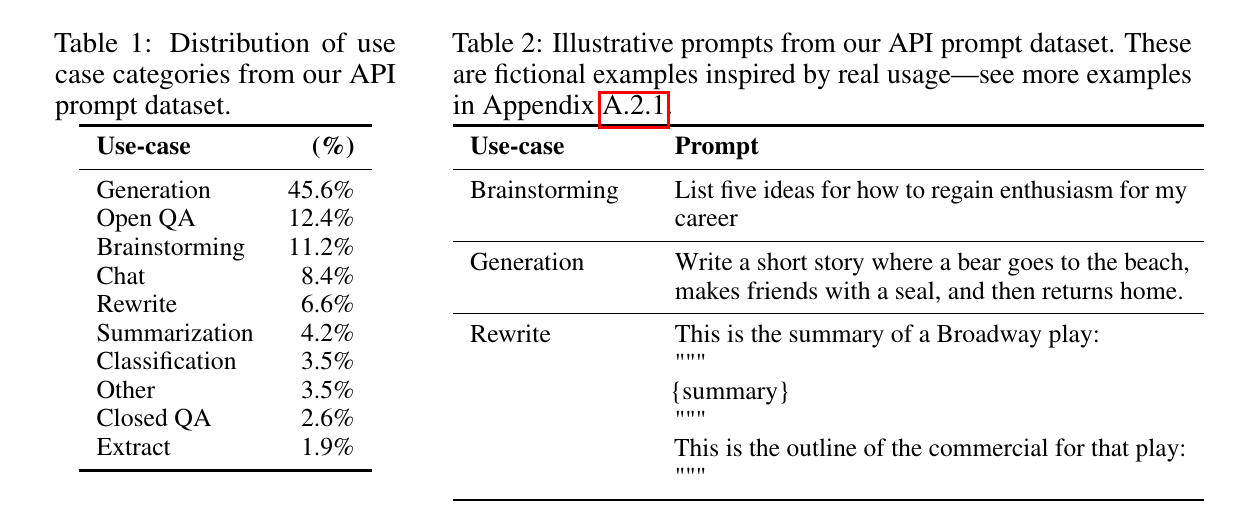 Table 1: Distribution of use
case categories from our API
prompt dataset.
Use-case (%)
Generation 45.6%
Open QA 12.4%
Brainstorming 11.2%
Chat 8.4%
Rewrite 6.6%
Summarization 4.2%
Classification 3.5%
Other 3.5%
Closed QA 2.6%
Extract 1.9%
Table 2: Illustrative prompts from our API prompt dataset. These
are fictional examples inspired by real usage—see more examples
in Appendix A.2.1.
Use-case Prompt
Brainstorming List five ideas for how to regain enthusiasm for my
career
Generation Write a short story where a bear goes to the beach,
makes friends with a seal, and then returns home.
Rewrite This is the summary of a Broadway play:
"""
{summary}
"""
This is the outline of the commercial for that play:
"""